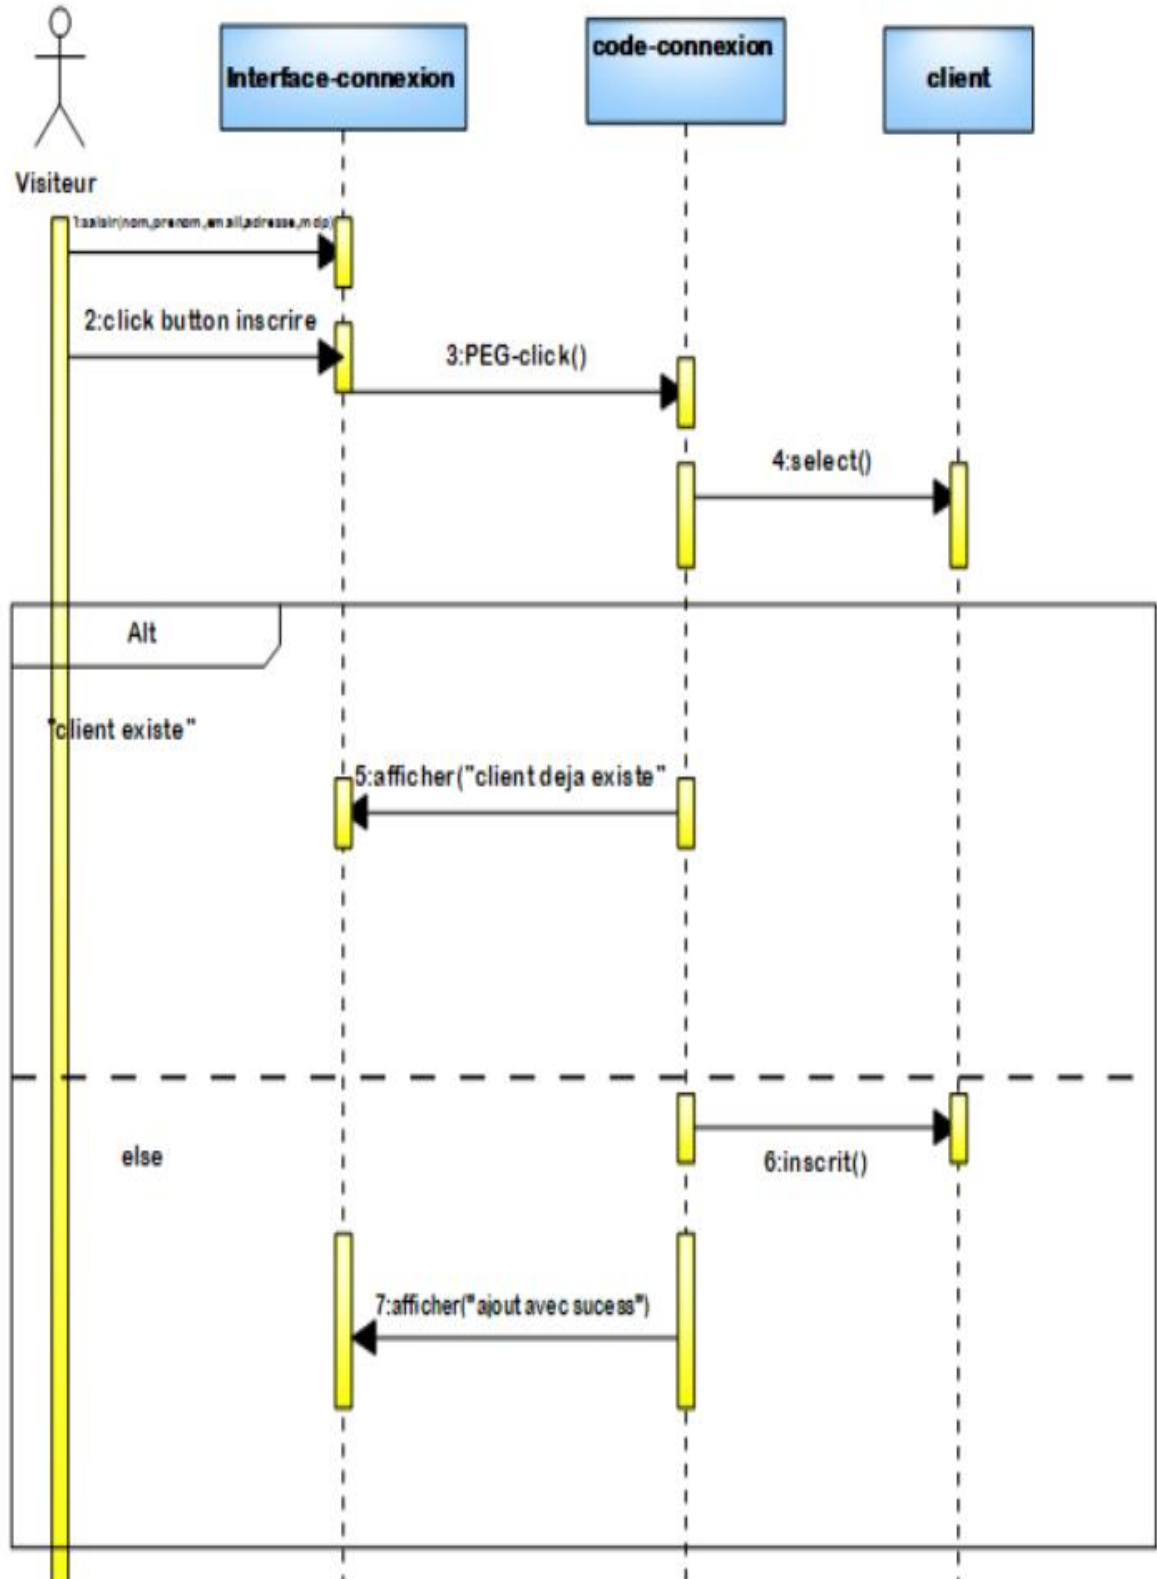 Interface-connexion
code-connexion
client
Visiteur
1:saisir(nom,prenom,email,adresse,mdp)
2:click button inscrire
3:PEG-click()
4:select()
Alt
"client existe"
5:afficher("client deja existe"
else
6:inscrit()
7:afficher("ajout avec sucess")